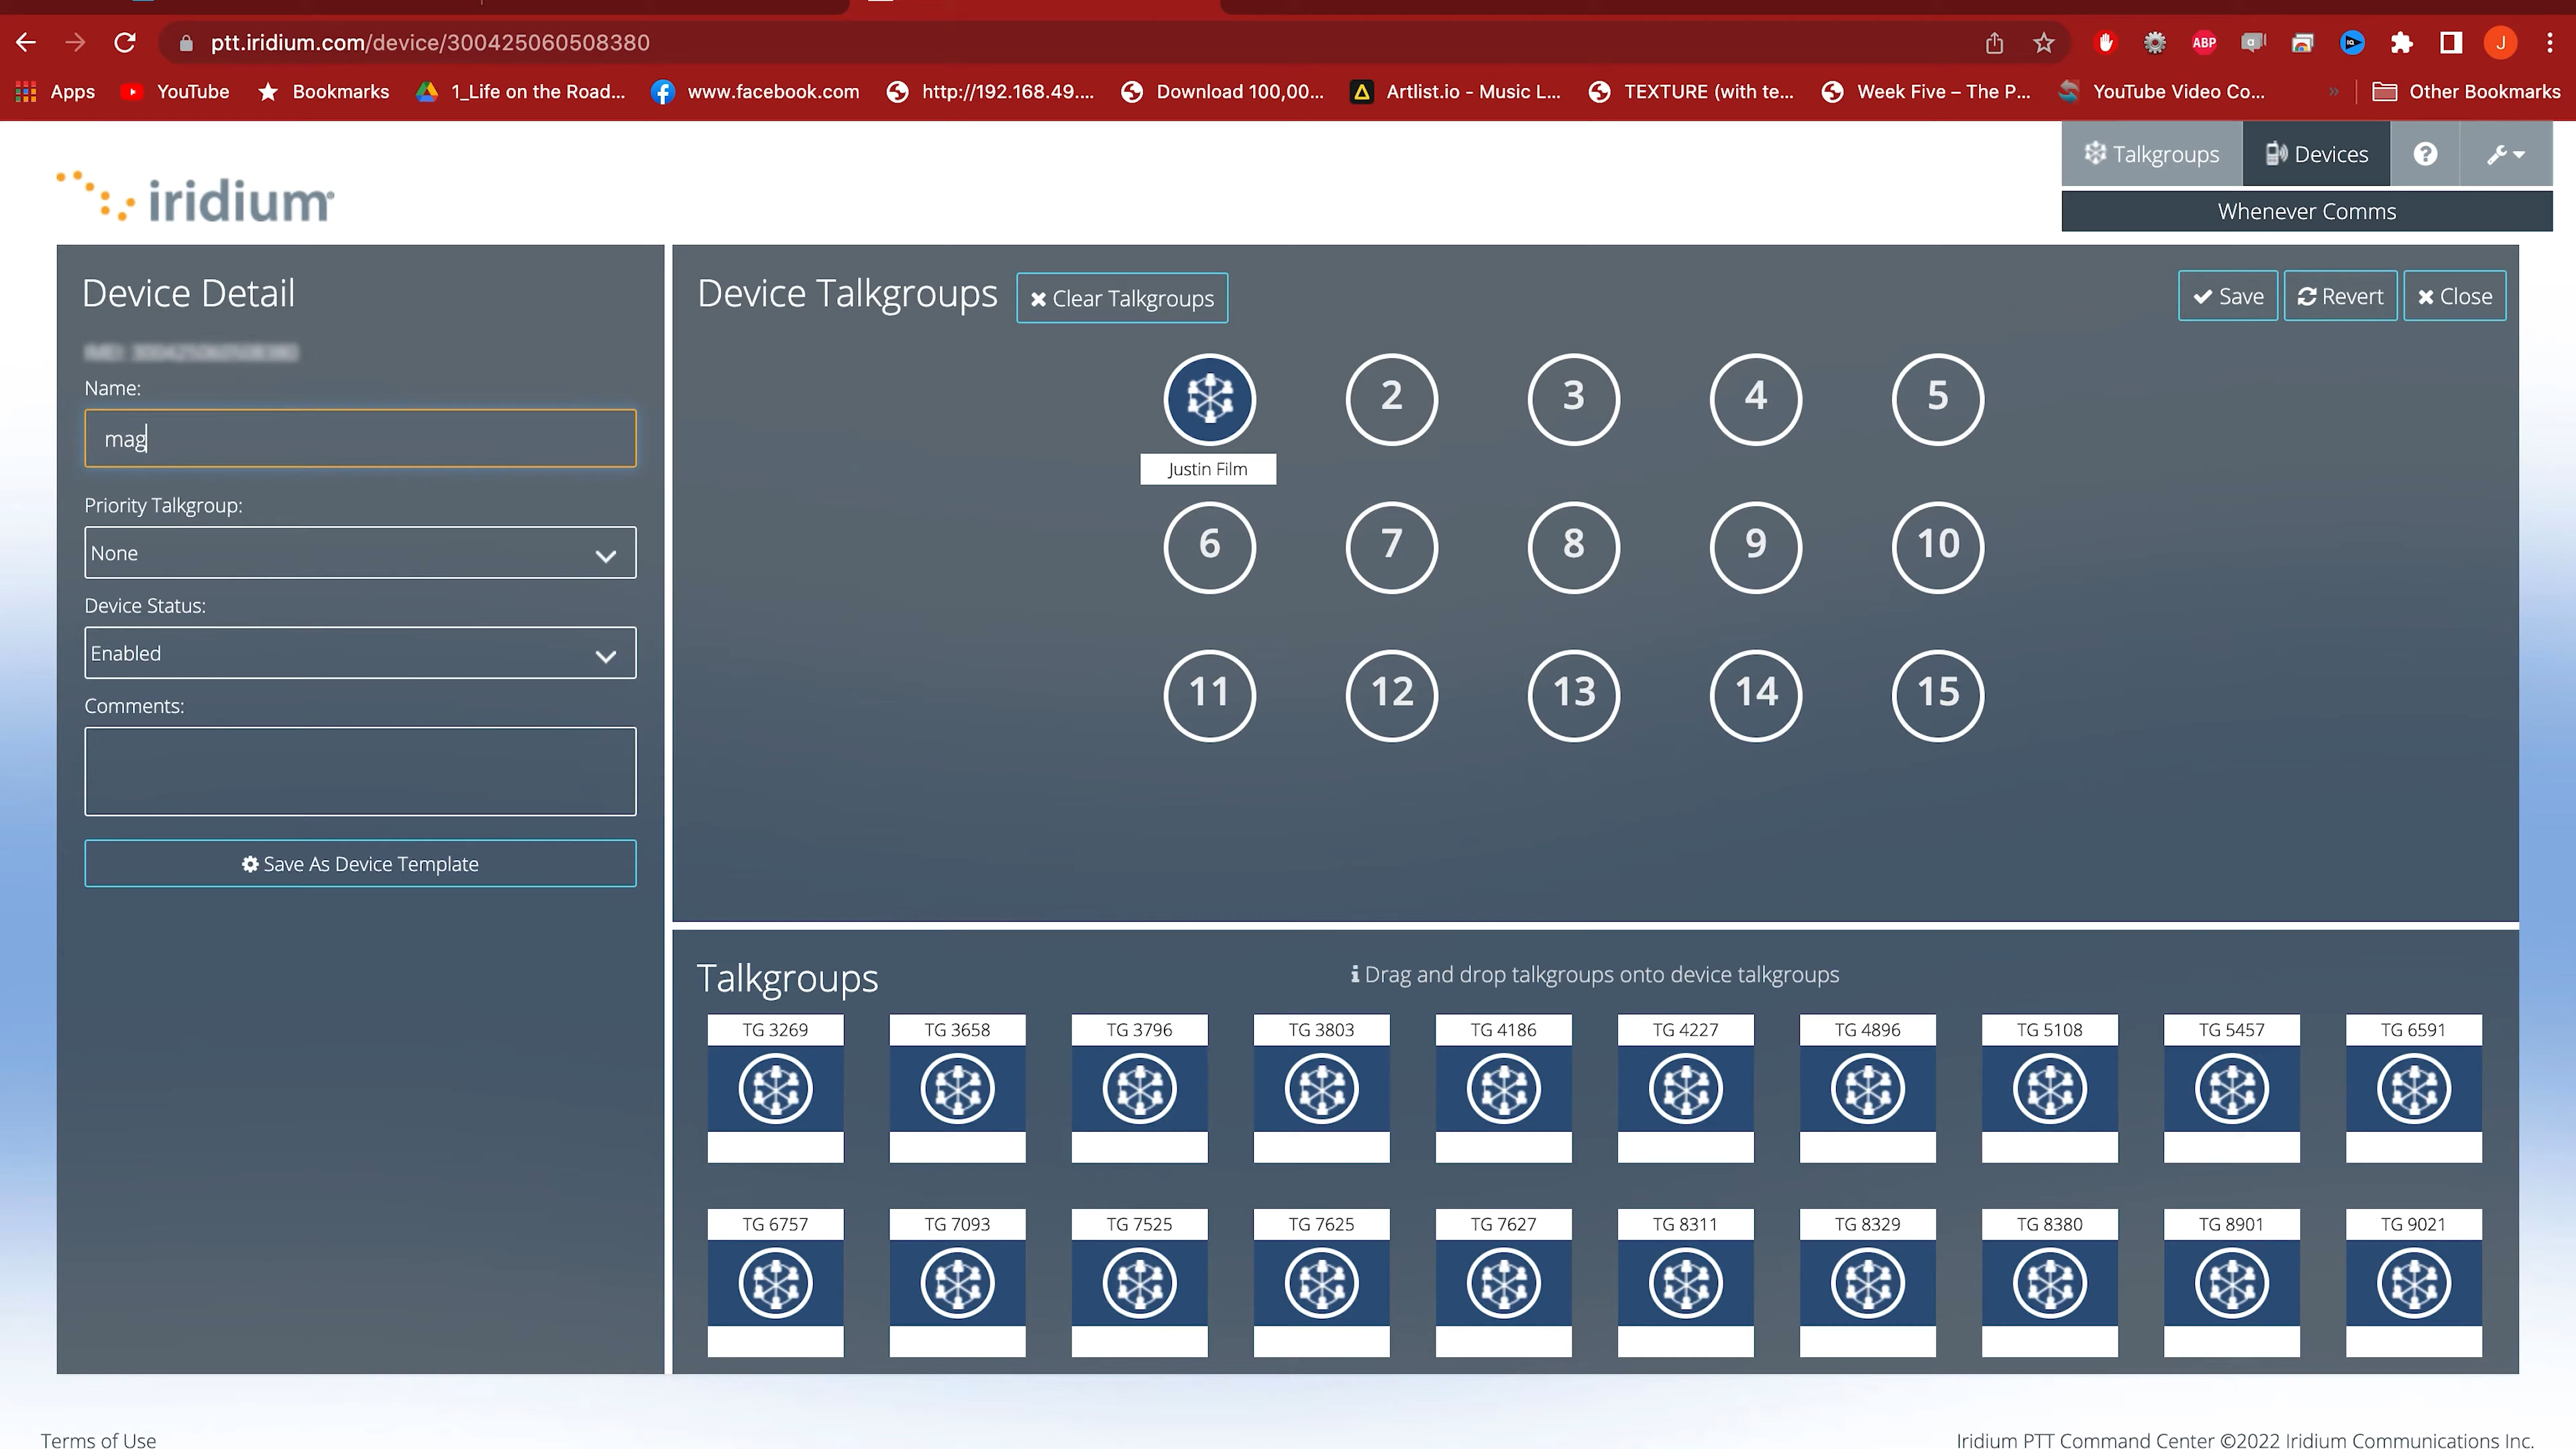 ptt.iridium.com/device/300425060508380
ABP
J
Apps
YouTube
Bookmarks
1_Life on the Road...
www.facebook.com
http://192.168.49....
Download 100,00...
Artlist.io - Music L...
TEXTURE (with te...
Week Five – The P...
YouTube Video Co...
»
Other Bookmarks
Talkgroups
Devices
?
iridium
Whenever Comms
Device Detail
Name:
mag
Priority Talkgroup:
None
Device Status:
Enabled
Comments:
Save As Device Template
Device Talkgroups
Clear Talkgroups
Save
Revert
Close
2 3 4 5
Justin Film
6 7 8 9 10
11 12 13 14 15
Talkgroups
Drag and drop talkgroups onto device talkgroups
TG 3269 TG 3658 TG 3796 TG 3803 TG 4186 TG 4227 TG 4896 TG 5108 TG 5457 TG 6591
TG 6757 TG 7093 TG 7525 TG 7625 TG 7627 TG 8311 TG 8329 TG 8380 TG 8901 TG 9021
Terms of Use
Iridium PTT Command Center ©2022 Iridium Communications Inc.